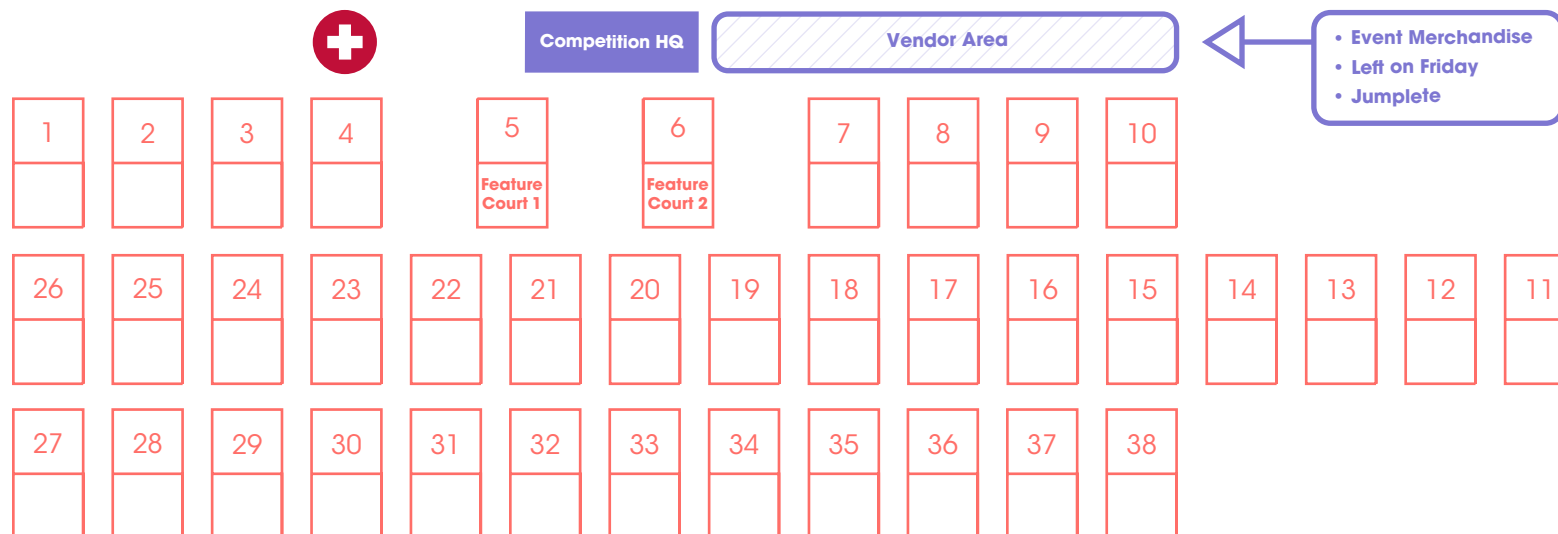 Competition HQ
Vendor Area
• Event Merchandise
• Left on Friday
• Jumplete
1 2 3 4 5 6 7 8 9 10
Feature Feature
Court 1 Court 2
26 25 24 23 22 21 20 19 18 17 16 15 14 13 12 11
27 28 29 30 31 32 33 34 35 36 37 38